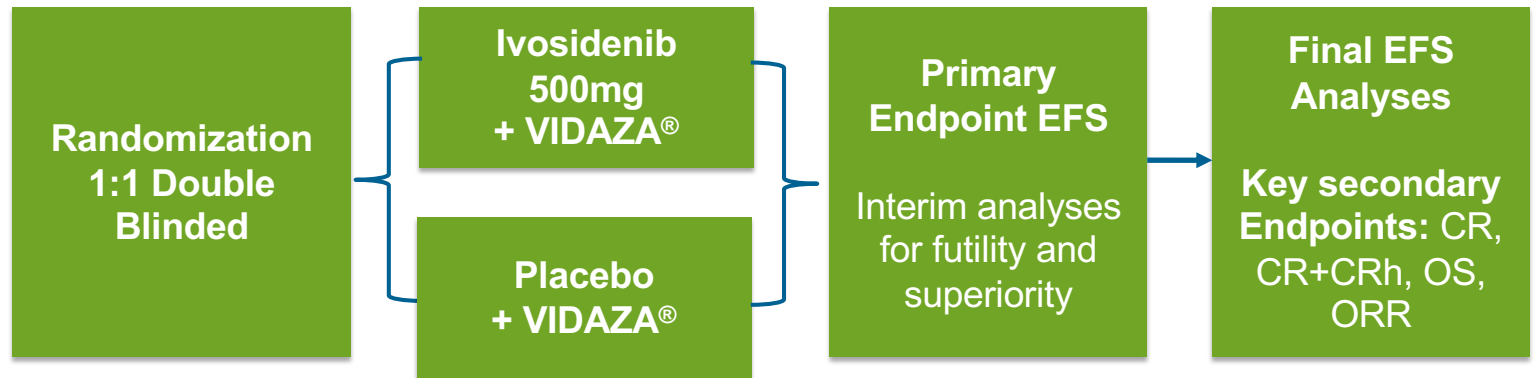 Randomization
1:1 Double
Blinded
Ivosidenib
500mg
+ VIDAZA®
Placebo
+ VIDAZA®
Primary
Endpoint EFS
Interim analyses
for futility and
superiority
Final EFS
Analyses
Key secondary
Endpoints: CR,
CR+CRh, OS,
ORR